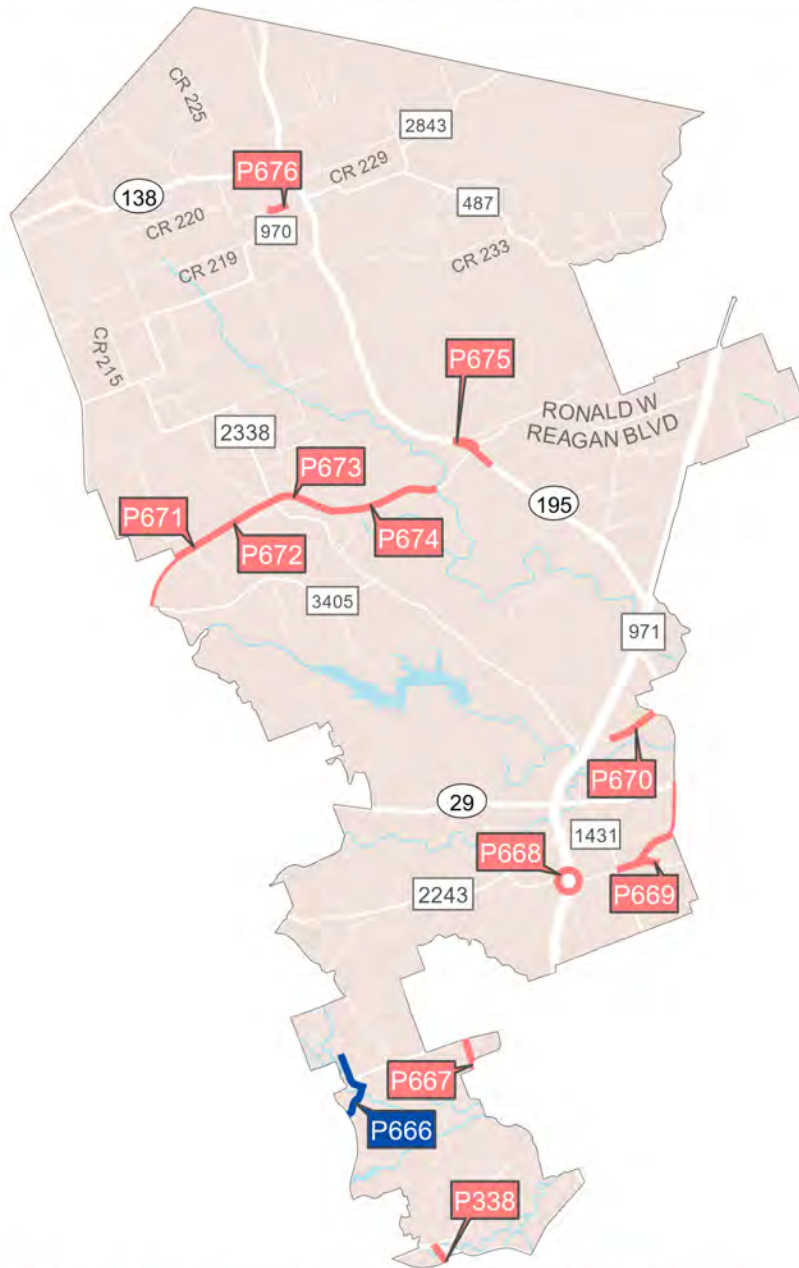 CR 225
2843
P676
CR 229
138
487
CR 220
970
CR 233
CR 219
CR 215
P675
RONALD W
REAGAN BLVD
2338
P673
195
P671
P672
P674
3405
971
P670
29
1431
P668
2243
P669
P667
P666
P338